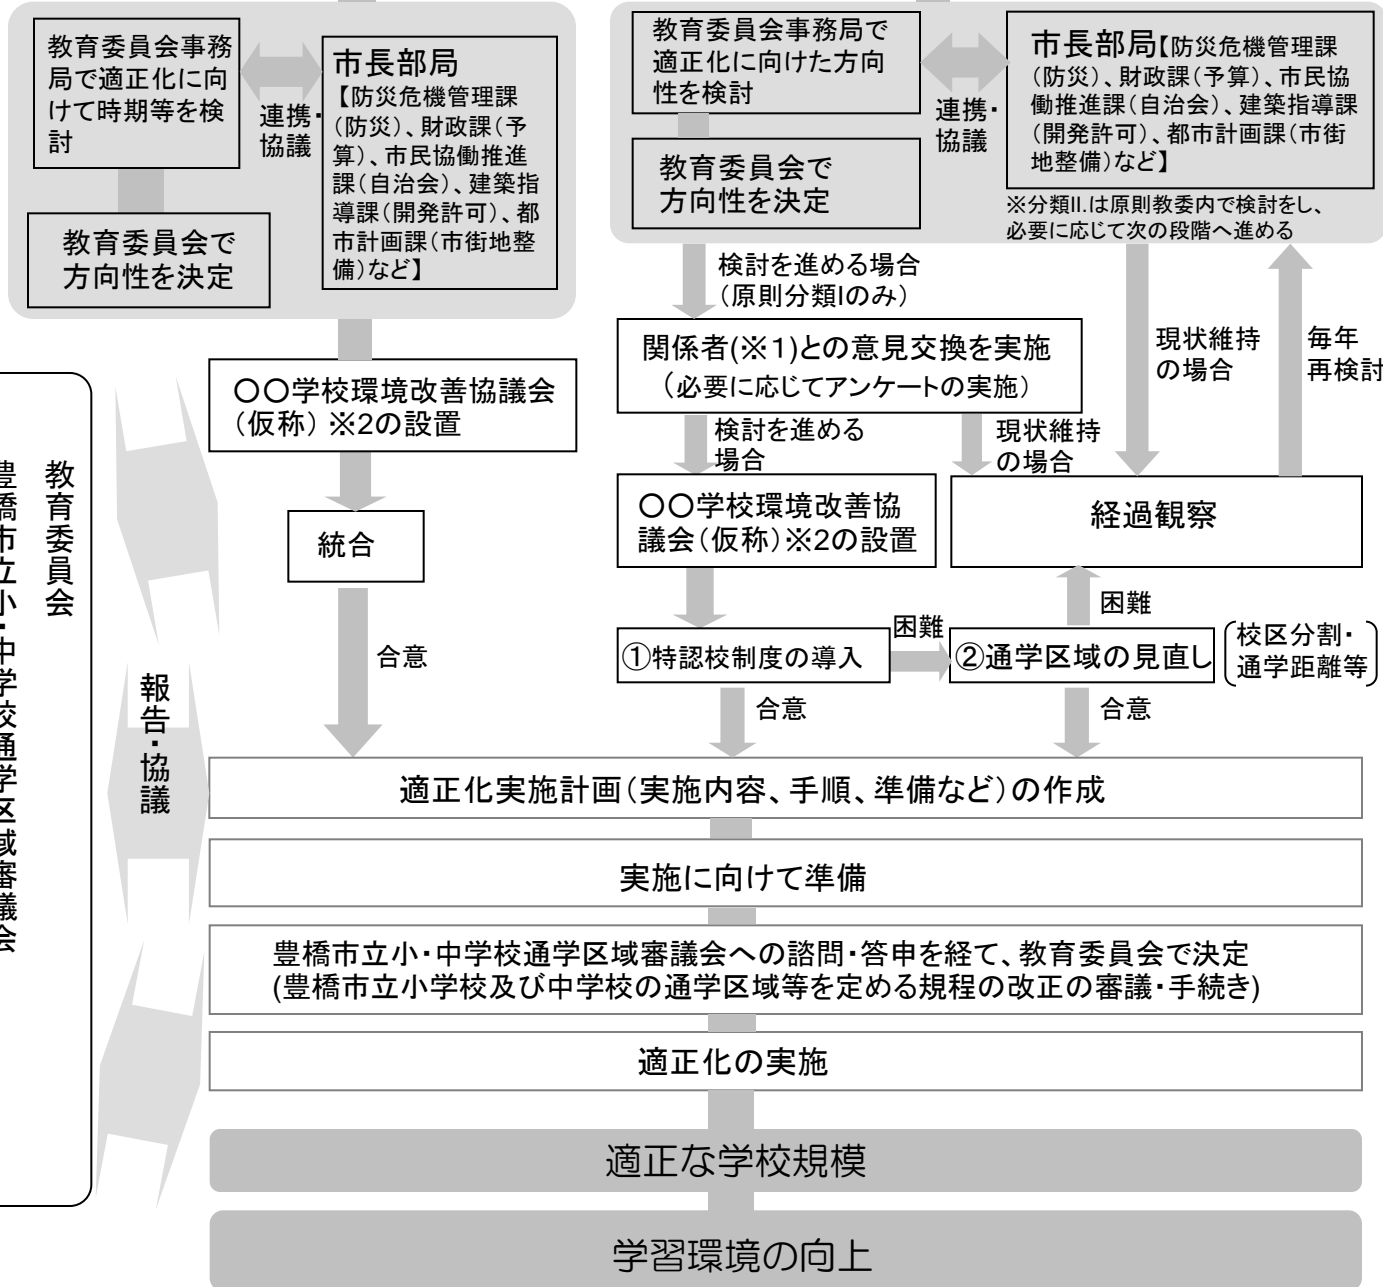 教育委員会事務
局で適正化に向
けて時期等を検
討
連携・
協議
市長部局
【防災危機管理課
(防災)、財政課(予
算)、市民協働推進
課(自治会)、建築指
導課(開発許可)、都
市計画課(市街地整
備)など】
教育委員会で
方向性を決定
〇〇学校環境改善協議会
(仮称) ※2の設置
統合
合意
教育委員会事務局で
適正化に向けた方向
性を検討
連携・
協議
市長部局【防災危機管理課
(防災)、財政課(予算)、市民協
働推進課(自治会)、建築指導課
(開発許可)、都市計画課(市街
地整備)など】
教育委員会で
方向性を決定
※分類II.は原則教委内で検討をし、
必要に応じて次の段階へ進める
検討を進める場合
(原則分類Iのみ)
関係者(※1)との意見交換を実施
(必要に応じてアンケートの実施)
現状維持
の場合
毎年
再検討
検討を進める
場合
現状維持
の場合
〇〇学校環境改善協
議会(仮称)※2の設置
経過観察
困難
困難
①特認校制度の導入
②通学区域の見直し
校区分割・
通学距離等
合意
合意
教育委員会
豊橋市立小・中学校通学区域審議会
報告・協議
適正化実施計画(実施内容、手順、準備など)の作成
実施に向けて準備
豊橋市立小・中学校通学区域審議会への諮問・答申を経て、教育委員会で決定
(豊橋市立小学校及び中学校の通学区域等を定める規程の改正の審議・手続き)
適正化の実施
適正な学校規模
学習環境の向上